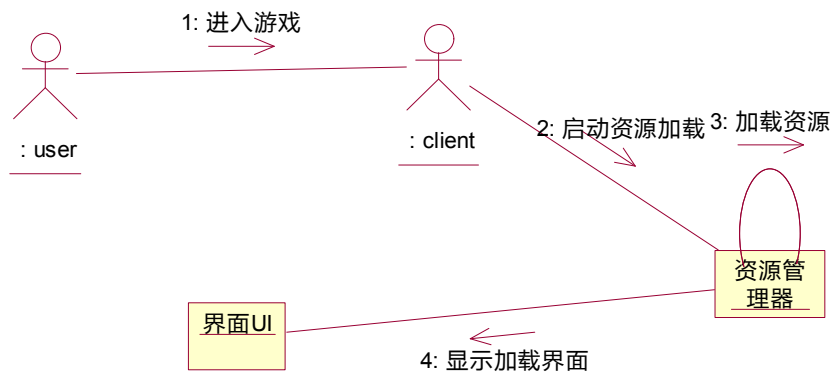 1: 进入游戏
: user
: client
2: 启动资源加载
3: 加载资源
资源管
理器
界面UI
4: 显示加载界面